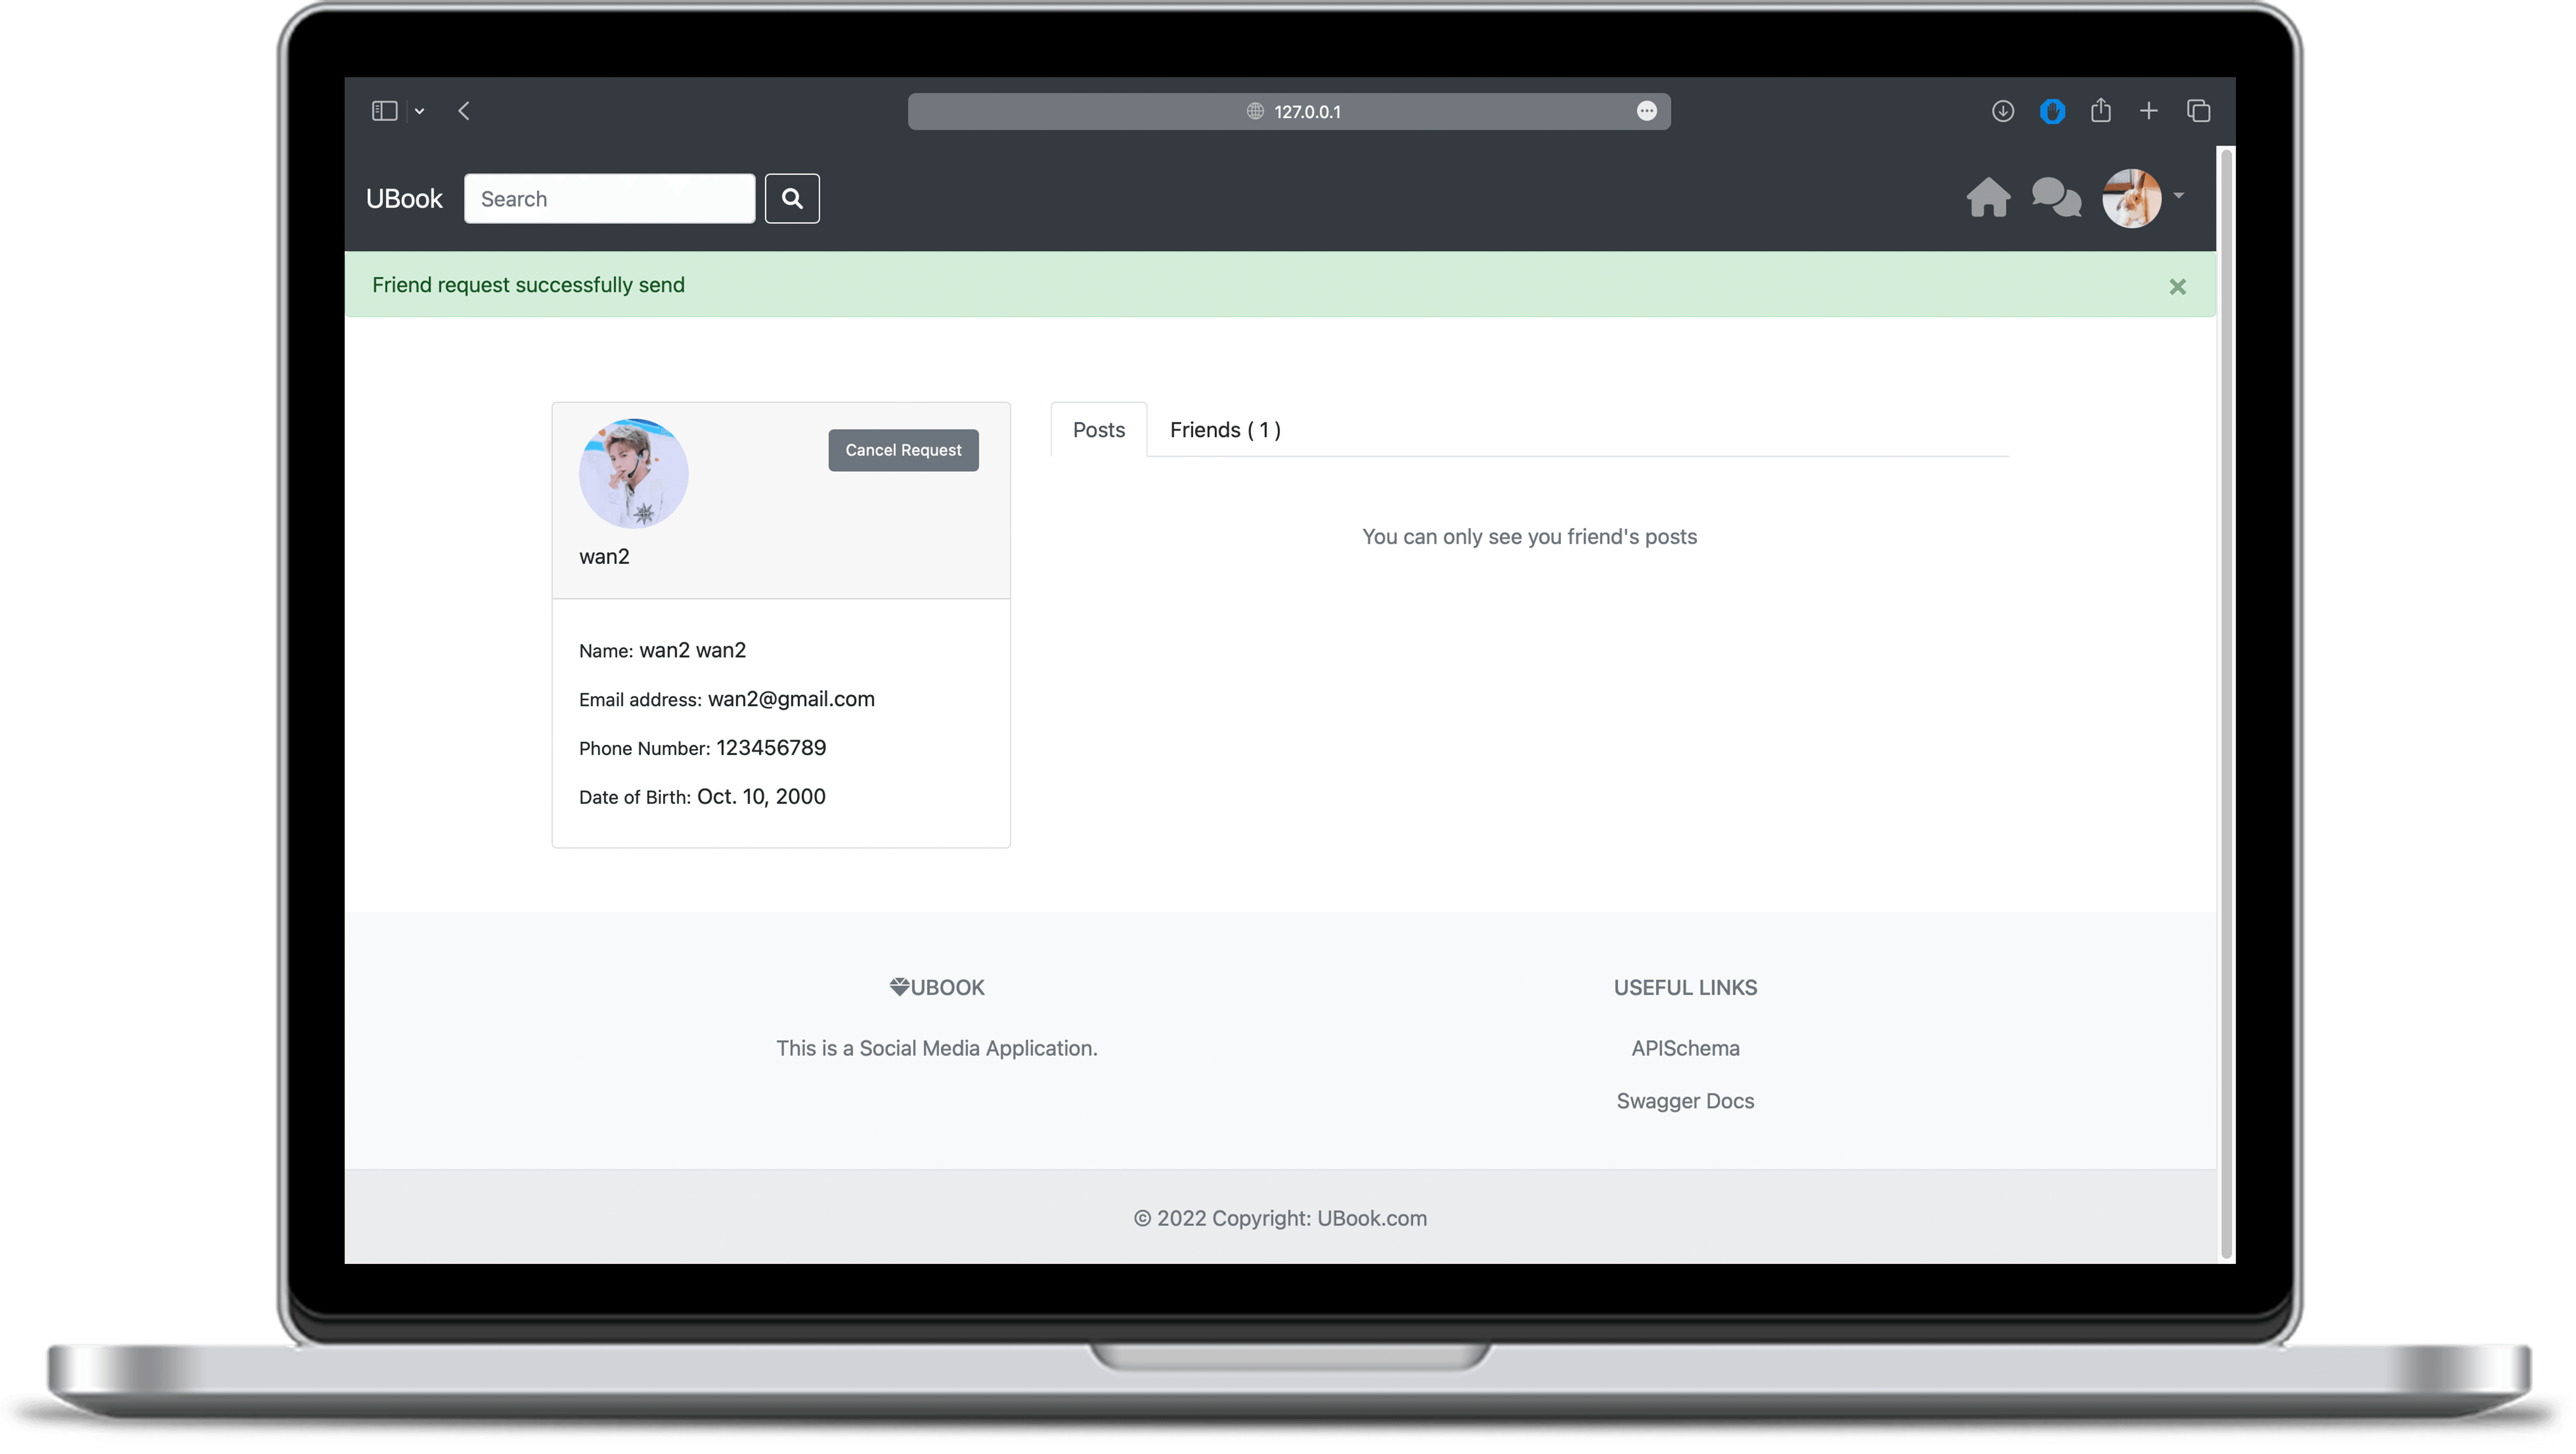 127.0.0.1
UBook
Search
Friend request successfully send
Cancel Request
wan2
Name: wan2 wan2
Email address: wan2@gmail.com
Phone Number: 123456789
Date of Birth: Oct. 10, 2000
Posts
Friends ( 1 )
You can only see you friend's posts
UBOOK
This is a Social Media Application.
USEFUL LINKS
APISchema
Swagger Docs
© 2022 Copyright: UBook.com